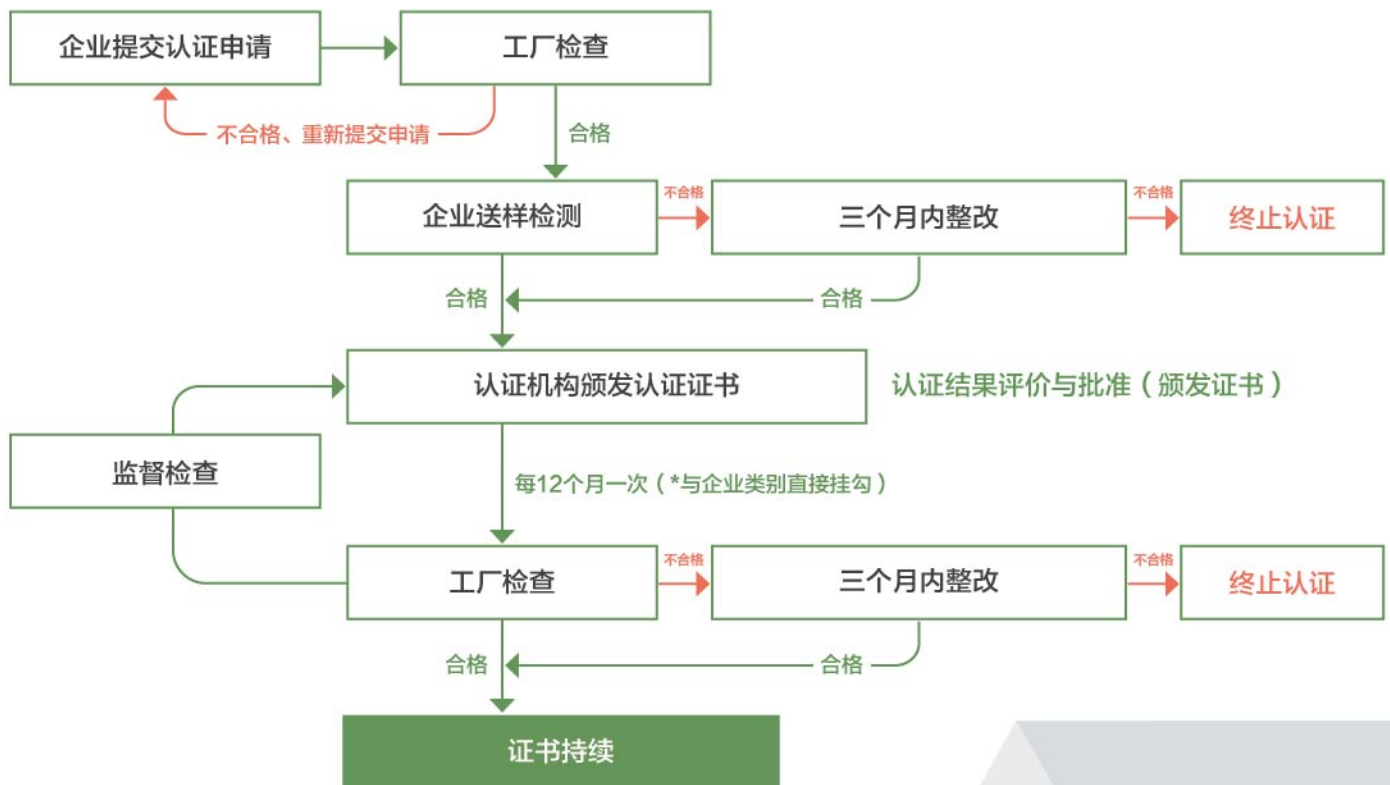 企业提交认证申请
工厂检查
不合格、重新提交申请
合格
企业送样检测
不合格
三个月内整改
不合格
终止认证
合格
合格
认证机构颁发认证证书
认证结果评价与批准（颁发证书）
监督检查
每12个月一次（*与企业类别直接挂勾）
工厂检查
不合格
三个月内整改
不合格
终止认证
合格
合格
证书持续